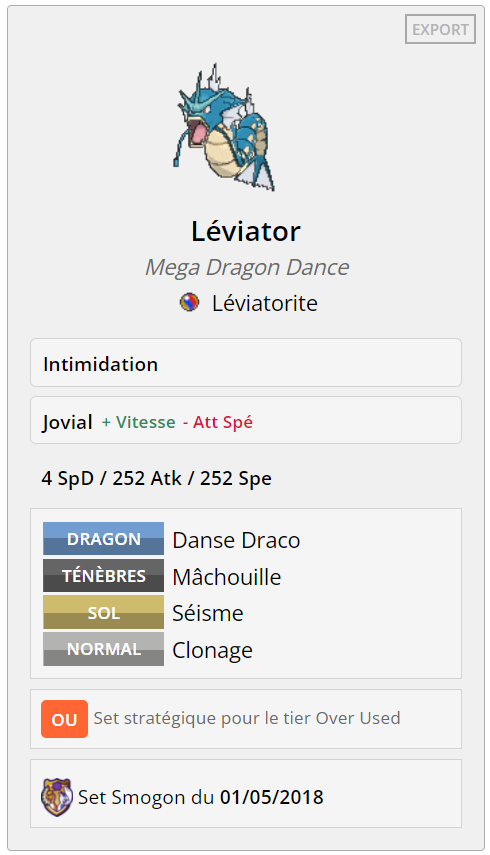 EXPORT
Léviator
Mega Dragon Dance
Léviatorite
Intimidation
Jovial + Vitesse - Att Spé
4 SpD / 252 Atk / 252 Spe
DRAGON Danse Draco
TÉNÈBRES Mâchouille
SOL Séisme
NORMAL Clonage
OU Set stratégique pour le tier Over Used
Set Smogon du 01/05/2018